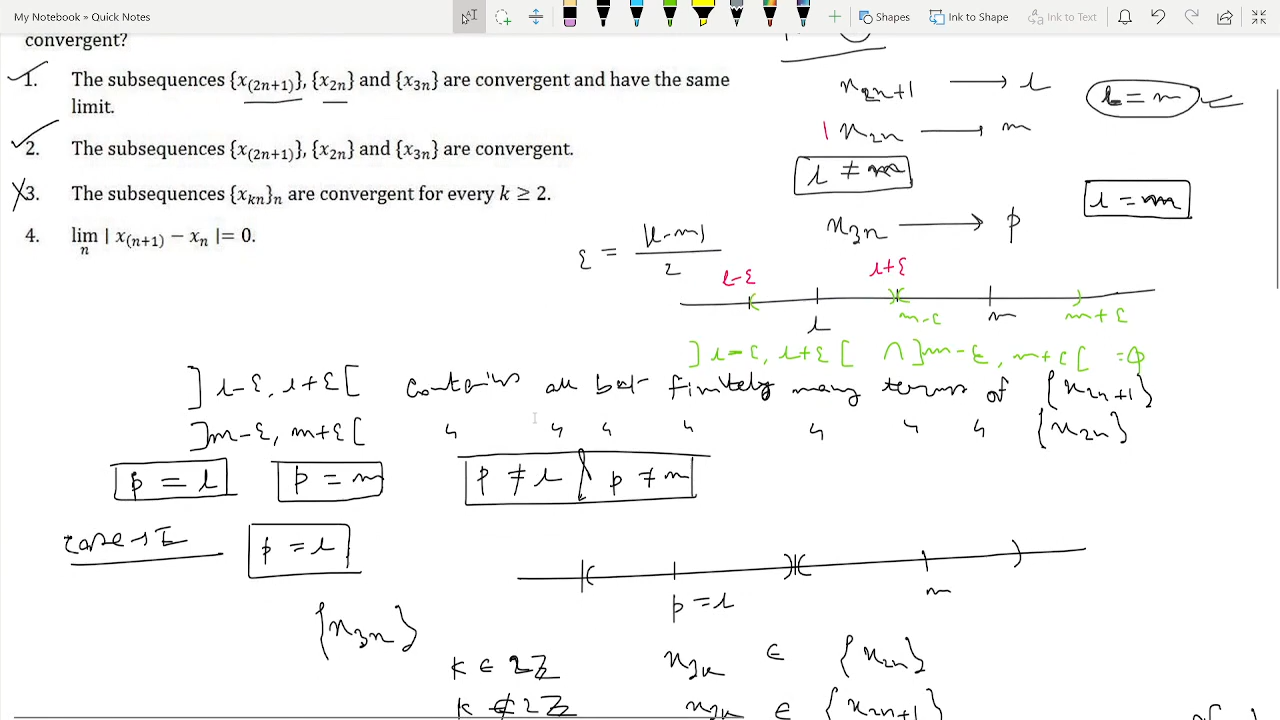 My Notebook » Quick Notes
Shapes
Ink to Shape
Ink to Text
convergent?
1. The subsequences {x(2n+1)}, {x2n} and {x3n} are convergent and have the same
limit.
2. The subsequences {x(2n+1)}, {x2n} and {x3n} are convergent.
3. The subsequences {xkn}n are convergent for every k ≥ 2.
4. lim n | x(n+1) − xn |= 0.
x2n+1 → l
l = m
x2n → m
l ≠ m
l = m
x3n → p
ε = |l-m| / 2
l-ε l+ε
l m-ε m m+ε
]l-ε, l+ε[ ∩ ]m-ε, m+ε[ =φ
]l-ε, l+ε[ contains all but finitely many terms of {x2n+1}
]m-ε, m+ε[ " " " " " " " {x2n}
p = l p = m p ≠ l p ≠ m
case-I p = l
p = l m
{x3n}
k ∈ 2Z x3k ∈ {x2n}
k ∉ 2Z x3k ∈ {x2n+1}